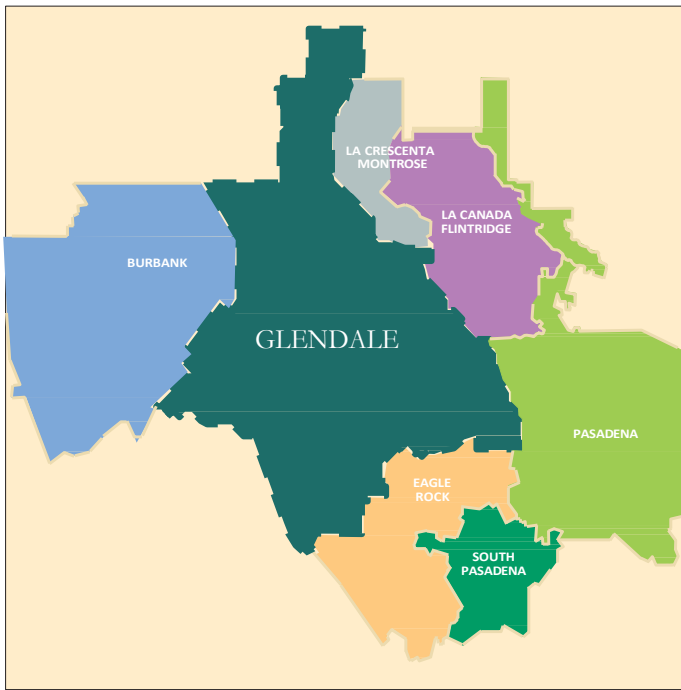 LA CRESCENTA
MONTROSE
LA CANADA
FLINTRIDGE
BURBANK
GLENDALE
PASADENA
EAGLE
ROCK
SOUTH
PASADENA